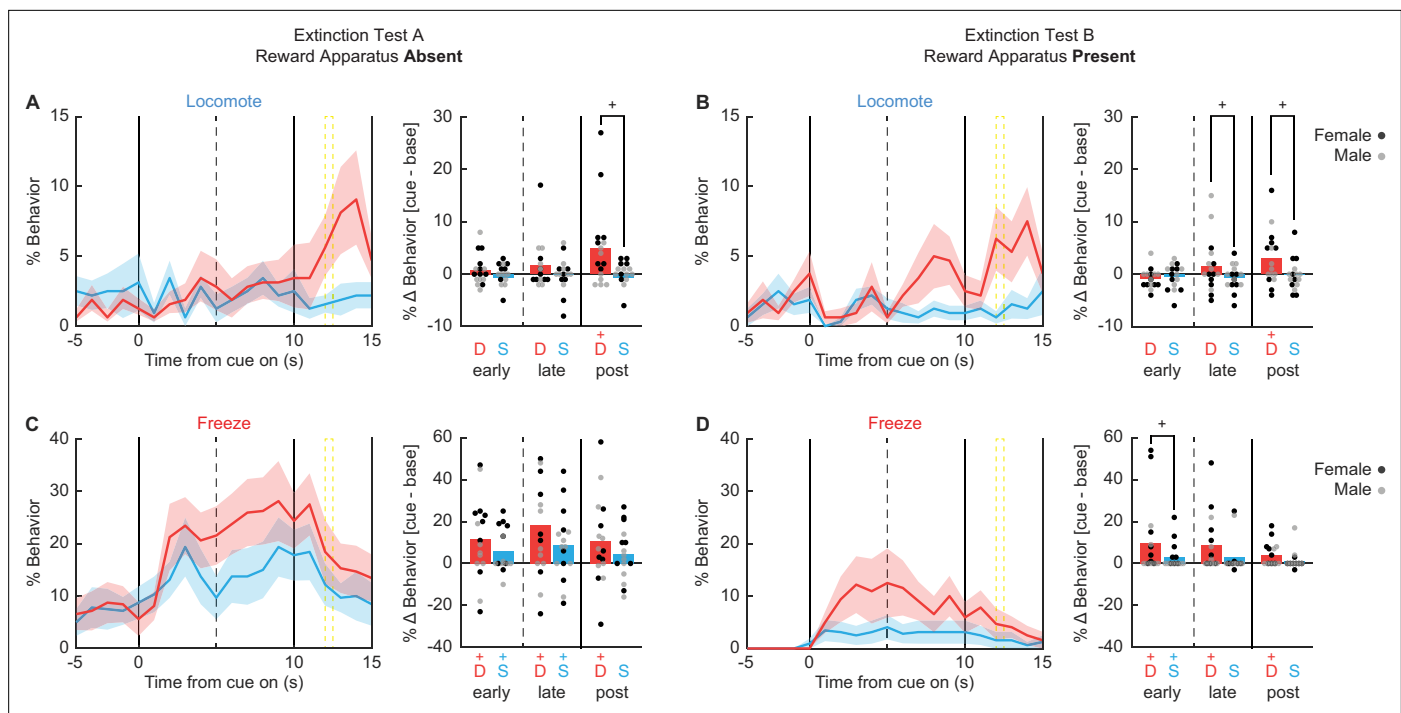 Extinction Test A
Reward Apparatus Absent
Extinction Test B
Reward Apparatus Present
A
Locomote
15
10
5
0
% Behavior
-5 0 10 15
Time from cue on (s)
30
20
10
0
-10
% Δ Behavior [cue - base]
+
+
D S D S D S
early late post
B
Locomote
15
10
5
0
% Behavior
-5 0 10 15
Time from cue on (s)
30
20
10
0
-10
% Δ Behavior [cue - base]
+ +
+
D S D S D S
early late post
Female
Male
C
Freeze
40
30
20
10
0
% Behavior
-5 0 10 15
Time from cue on (s)
60
40
20
0
-20
-40
% Δ Behavior [cue - base]
+ + + + +
D S D S D S
early late post
D
Freeze
40
30
20
10
0
% Behavior
-5 0 10 15
Time from cue on (s)
60
40
20
0
-20
-40
% Δ Behavior [cue - base]
+
+ + + +
D S D S D S
early late post
Female
Male